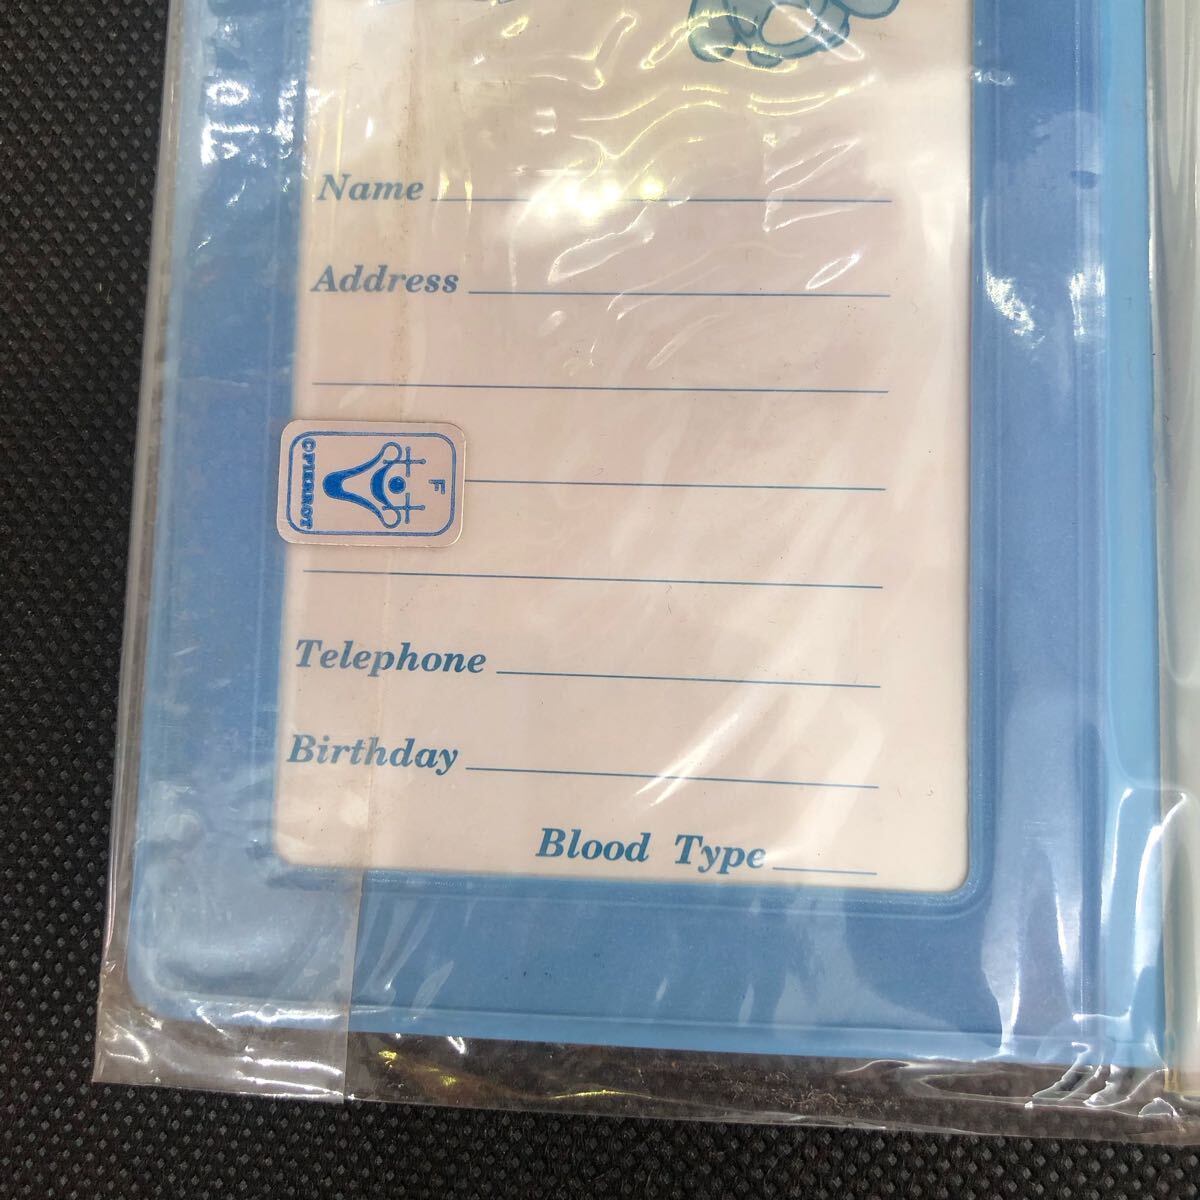 Name
Address
F
©PIERROT
Telephone
Birthday
Blood Type